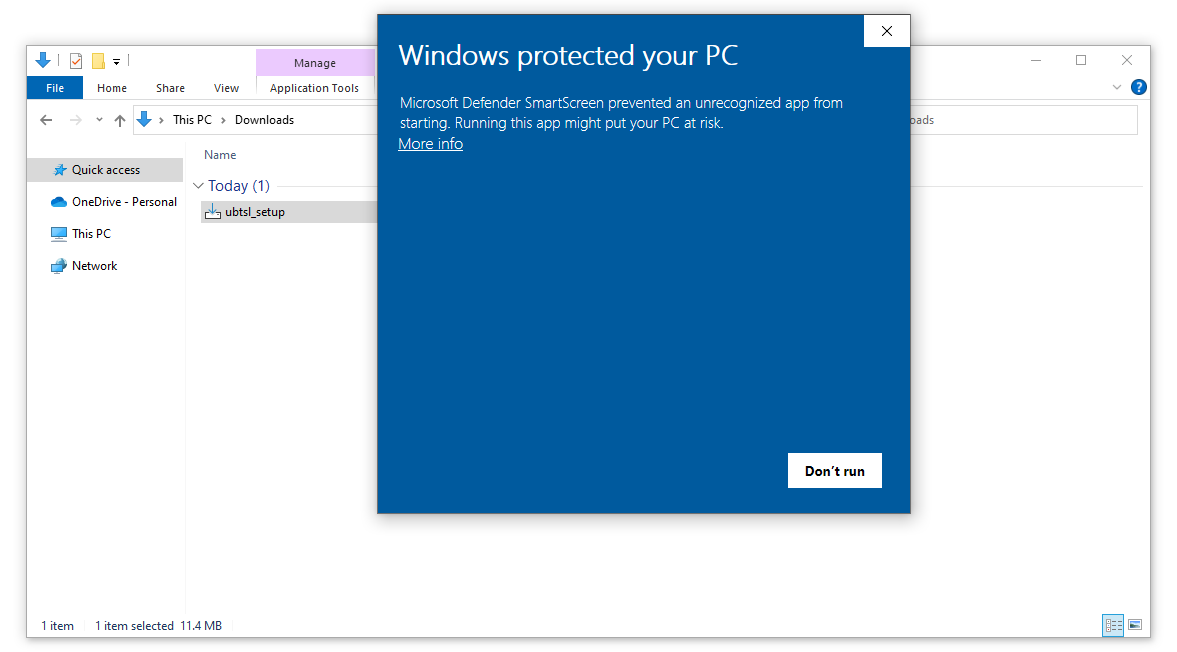 Manage
File
Home
Share
View
Application Tools
This PC
Downloads
oads
Quick access
OneDrive - Personal
This PC
Network
Name
Today (1)
ubtsl_setup
Windows protected your PC
Microsoft Defender SmartScreen prevented an unrecognized app from
starting. Running this app might put your PC at risk.
More info
Don't run
1 item
1 item selected 11.4 MB